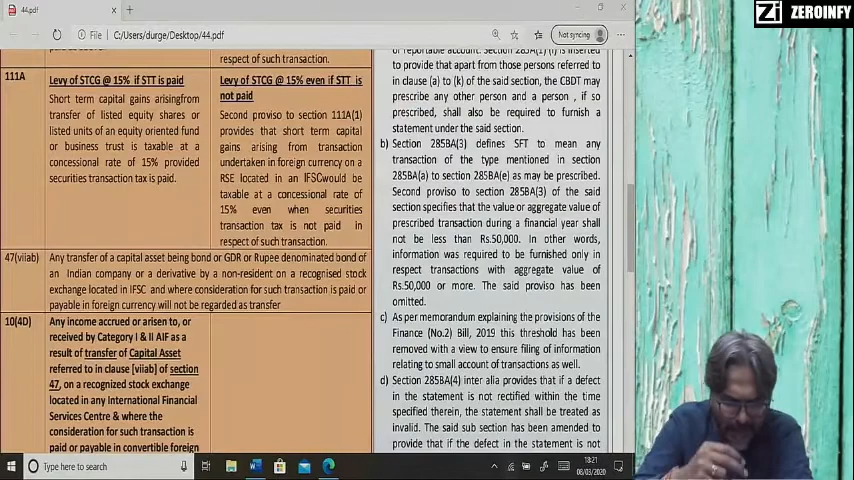 44.pdf
Not syncing
File
C:/Users/durge/Desktop/44.pdf
ZEROINFY
respect of such transaction.
111A
Levy of STCG @ 15% if STT is paid
Short term capital gains arisingfrom
transfer of listed equity shares or
listed units of an equity oriented fund
or business trust is taxable at a
concessional rate of 15% provided
securities transaction tax is paid.
Levy of STCG @ 15% even if STT is
not paid
Second proviso to section 111A(1)
provides that short term capital
gains arising from transaction
undertaken in foreign currency on a
RSE located in an IFSCwould be
taxable at a concessional rate of
15% even when securities
transaction tax is not paid in
respect of such transaction.
47(viiab)
Any transfer of a capital asset being bond or GDR or Rupee denominated bond of
an Indian company or a derivative by a non-resident on a recognised stock
exchange located in IFSC and where consideration for such transaction is paid or
payable in foreign currency will not be regarded as transfer
10(4D)
Any income accrued or arisen to, or
received by Category I & II AIF as a
result of transfer of Capital Asset
referred to in clause [viiab] of section
47, on a recognized stock exchange
located in any International Financial
Services Centre & where the
consideration for such transaction is
paid or payable in convertible foreign
or reportable account. Section 285BA(1) (l) is inserted
to provide that apart from those persons referred to
in clause (a) to (k) of the said section, the CBDT may
prescribe any other person and a person , if so
prescribed, shall also be required to furnish a
statement under the said section.
b) Section 285BA(3) defines SFT to mean any
transaction of the type mentioned in section
285BA(a) to section 285BA(e) as may be prescribed.
Second proviso to section 285BA(3) of the said
section specifies that the value or aggregate value of
prescribed transaction during a financial year shall
not be less than Rs.50,000. In other words,
information was required to be furnished only in
respect transactions with aggregate value of
Rs.50,000 or more. The said proviso has been
omitted.
c) As per memorandum explaining the provisions of the
Finance (No.2) Bill, 2019 this threshold has been
removed with a view to ensure filing of information
relating to small account of transactions as well.
d) Section 285BA(4) inter alia provides that if a defect
in the statement is not rectified within the time
specified therein, the statement shall be treated as
invalid. The said sub section has been amended to
provide that if the defect in the statement is not
Type here to search
18:21
08/03/2020